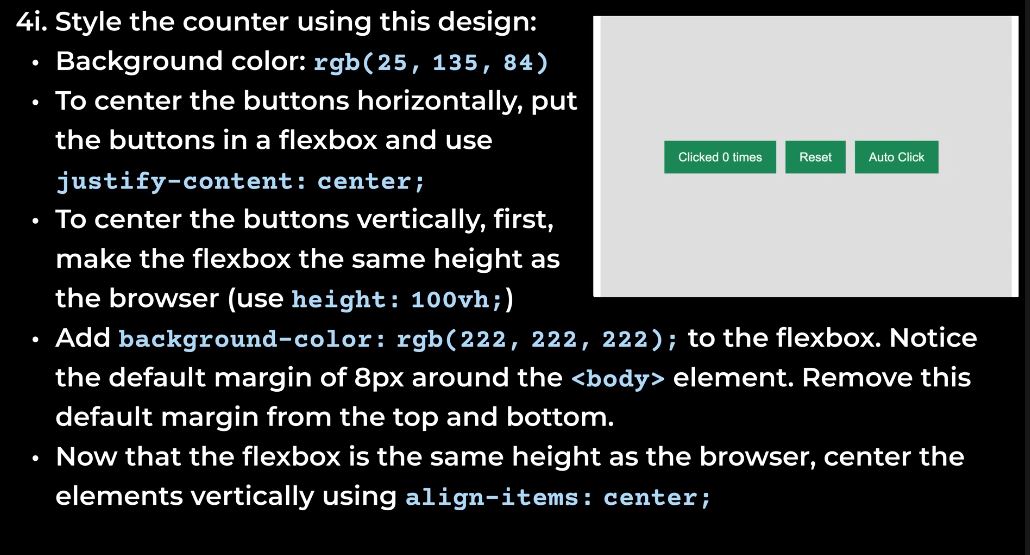 4i. Style the counter using this design:
• Background color: rgb(25, 135, 84)
• To center the buttons horizontally, put
the buttons in a flexbox and use
justify-content: center;
• To center the buttons vertically, first,
make the flexbox the same height as
the browser (use height: 100vh;)
• Add background-color: rgb(222, 222, 222); to the flexbox. Notice
the default margin of 8px around the <body> element. Remove this
default margin from the top and bottom.
• Now that the flexbox is the same height as the browser, center the
elements vertically using align-items: center;
Clicked 0 times
Reset
Auto Click